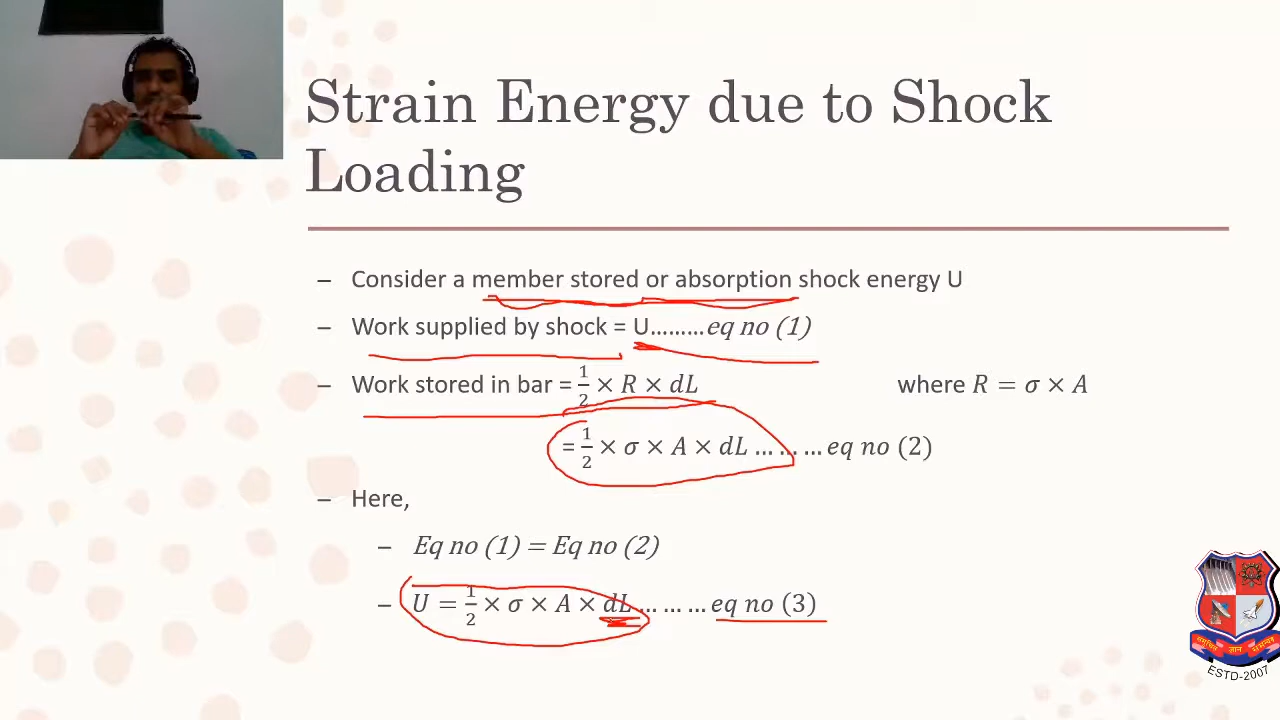 Strain Energy due to Shock
Loading
– Consider a member stored or absorption shock energy U
– Work supplied by shock = U………eq no (1)
– Work stored in bar = 1/2 × R × dL where R = σ × A
= 1/2 × σ × A × dL … … … eq no (2)
– Here,
– Eq no (1) = Eq no (2)
– U = 1/2 × σ × A × dL … … … eq no (3)
ESTD-2007